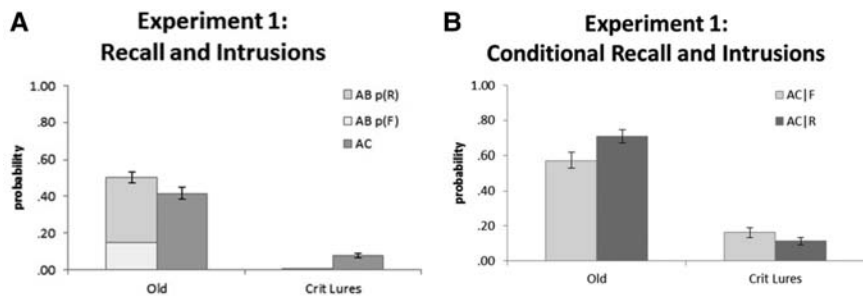 A
Experiment 1:
Recall and Intrusions
1.00
.80
.60
.40
.20
.00
probability
AB p(R)
AB p(F)
AC
Old
Crit Lures
B
Experiment 1:
Conditional Recall and Intrusions
1.00
.80
.60
.40
.20
.00
probability
AC|F
AC|R
Old
Crit Lures